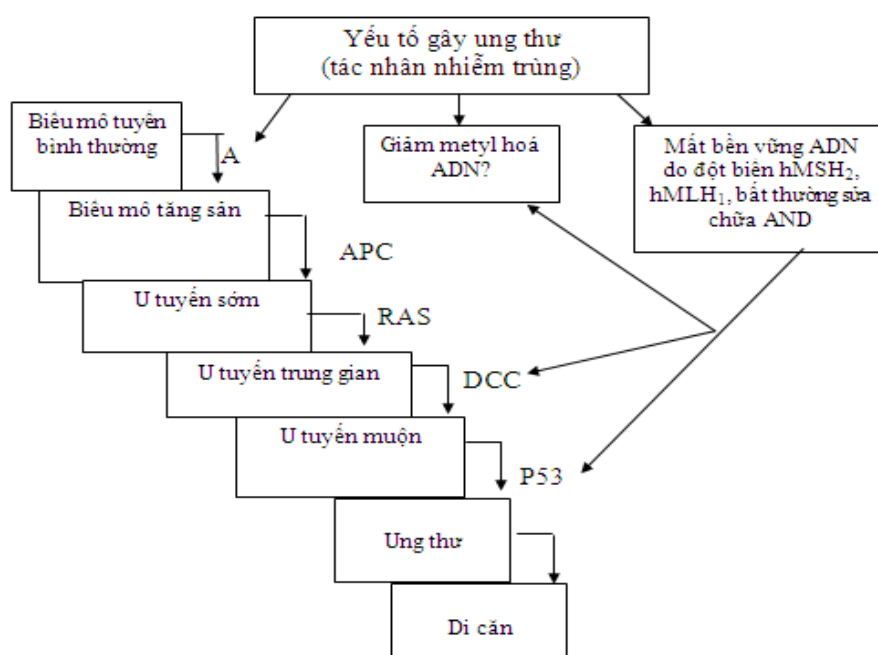 Yếu tố gây ung thư
(tác nhân nhiễm trùng)
Biểu mô tuyến
bình thường
A
Giảm metyl hoá
ADN?
Mất bền vững ADN
do đột biến hMSH₂,
hMLH₁, bất thường sửa
chữa AND
Biểu mô tăng sản
APC
U tuyến sớm
RAS
U tuyến trung gian
DCC
U tuyến muộn
P53
Ung thư
Di căn